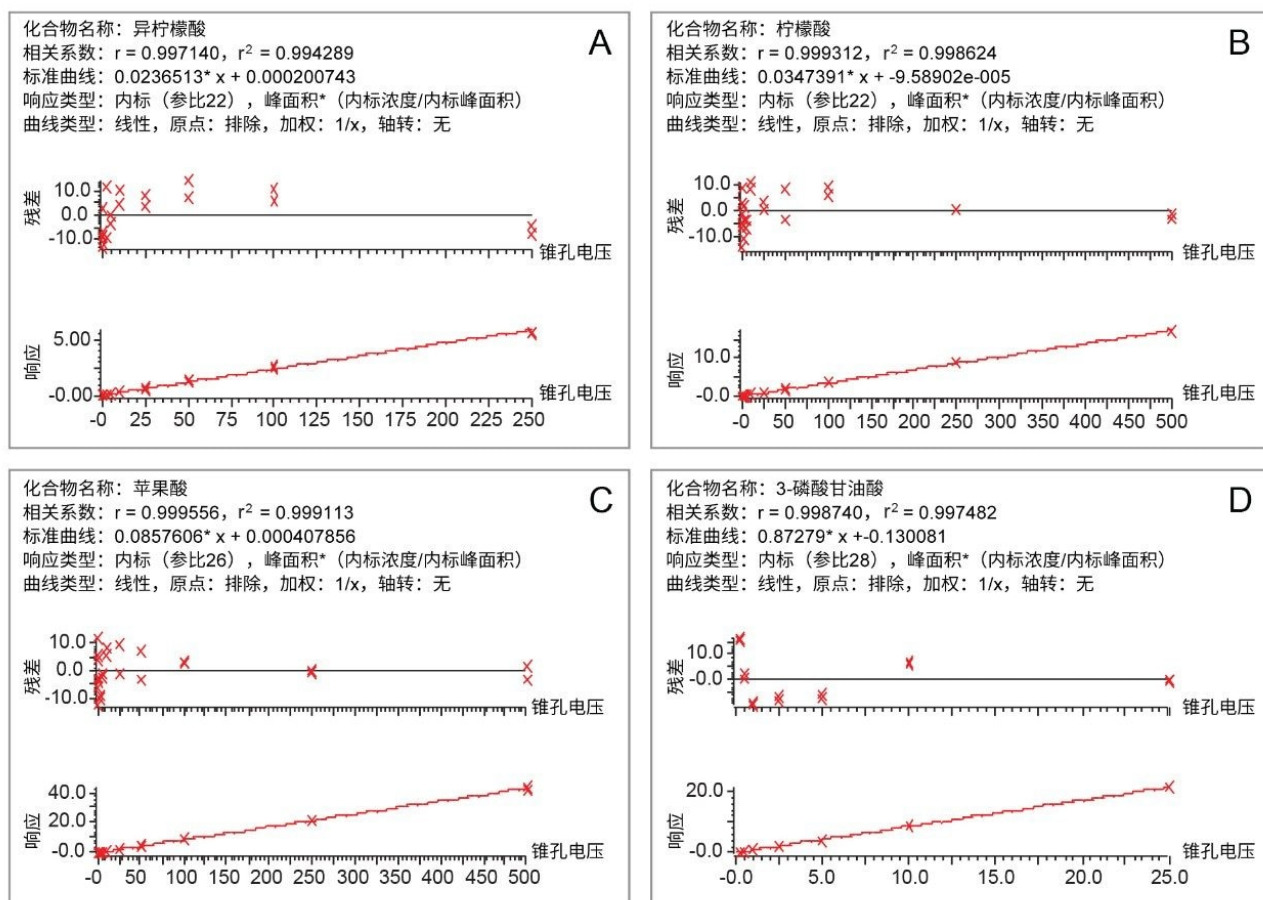 化合物名称：异柠檬酸
A
相关系数：r = 0.997140，r² = 0.994289
标准曲线：0.0236513* x + 0.000200743
响应类型：内标（参比22），峰面积*（内标浓度/内标峰面积）
曲线类型：线性，原点：排除，加权：1/x，轴转：无
残差
10.0
0.0
-10.0
锥孔电压
响应
5.00
-0.00
锥孔电压
-0 25 50 75 100 125 150 175 200 225 250
化合物名称：柠檬酸
B
相关系数：r = 0.999312，r² = 0.998624
标准曲线：0.0347391* x + -9.58902e-005
响应类型：内标（参比22），峰面积*（内标浓度/内标峰面积）
曲线类型：线性，原点：排除，加权：1/x，轴转：无
残差
10.0
0.0
-10.0
锥孔电压
响应
10.0
-0.0
锥孔电压
-0 50 100 150 200 250 300 350 400 450 500
化合物名称：苹果酸
C
相关系数：r = 0.999556，r² = 0.999113
标准曲线：0.0857606* x + 0.000407856
响应类型：内标（参比26），峰面积*（内标浓度/内标峰面积）
曲线类型：线性，原点：排除，加权：1/x，轴转：无
残差
10.0
0.0
-10.0
锥孔电压
响应
40.0
20.0
-0.0
锥孔电压
-0 50 100 150 200 250 300 350 400 450 500
化合物名称：3-磷酸甘油酸
D
相关系数：r = 0.998740，r² = 0.997482
标准曲线：0.87279* x +-0.130081
响应类型：内标（参比28），峰面积*（内标浓度/内标峰面积）
曲线类型：线性，原点：排除，加权：1/x，轴转：无
残差
10.0
-0.0
锥孔电压
响应
20.0
-0.0
锥孔电压
-0.0 5.0 10.0 15.0 20.0 25.0